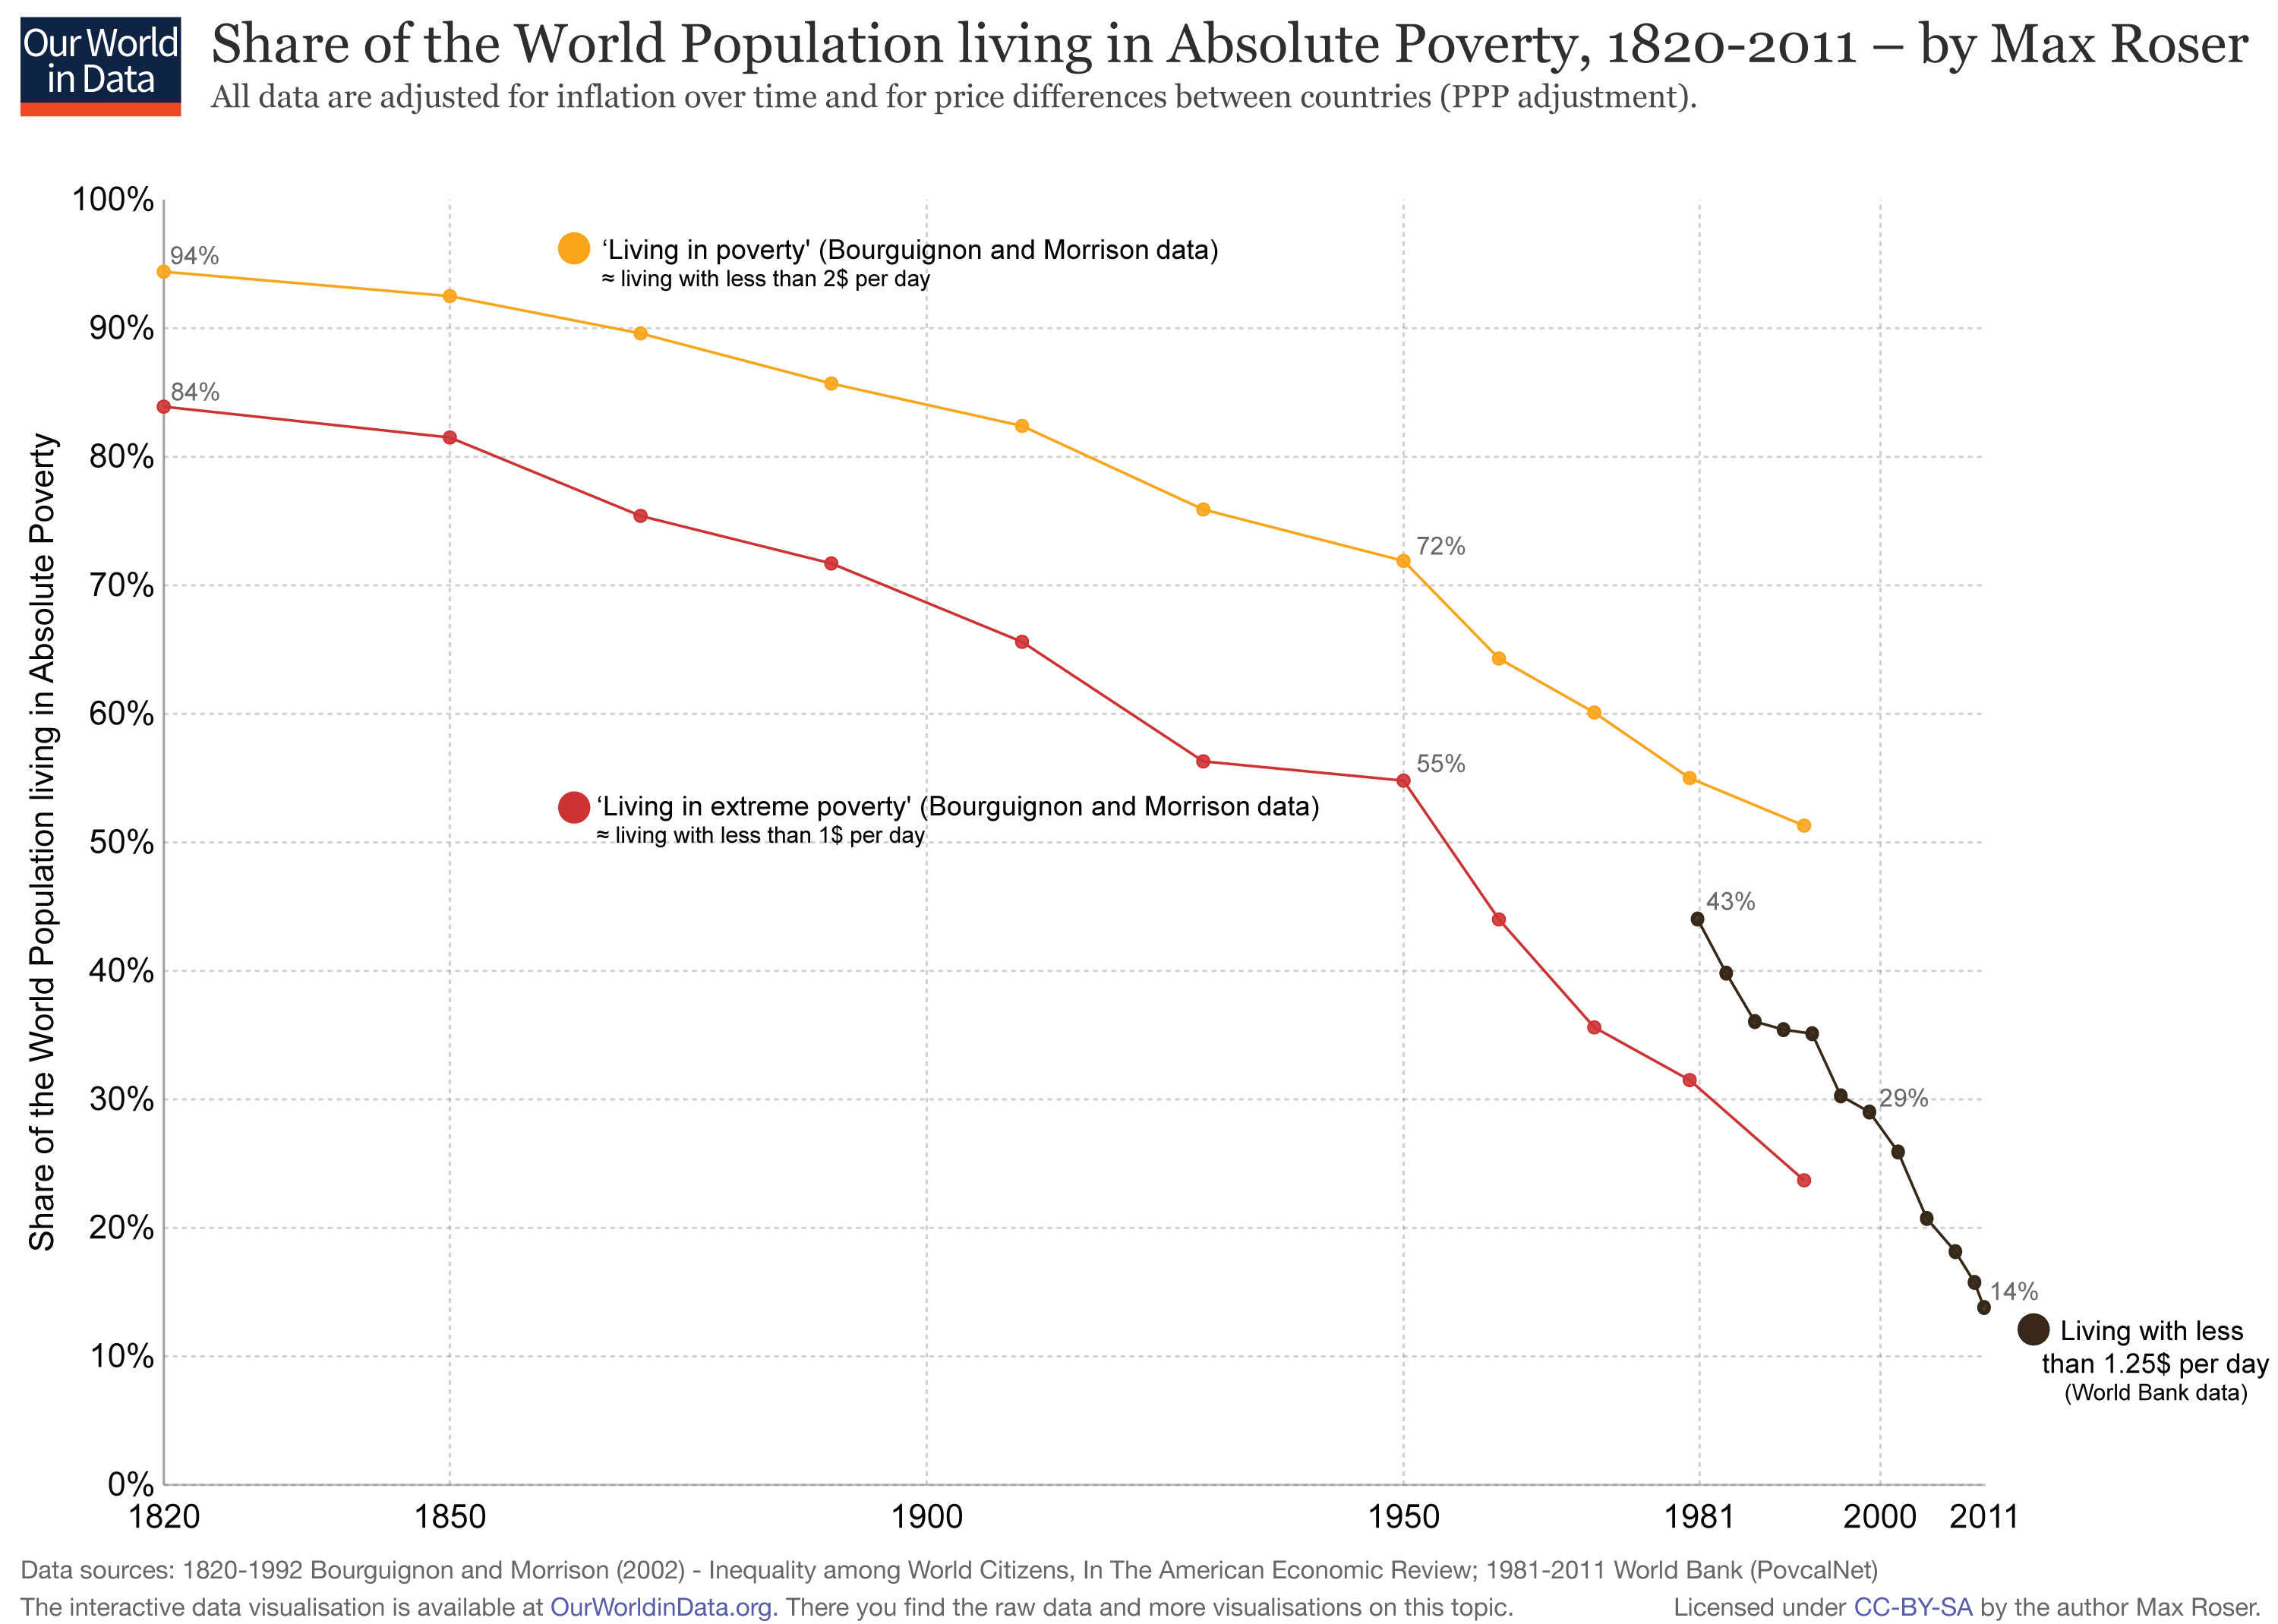 Our World
in Data
Share of the World Population living in Absolute Poverty, 1820-2011 – by Max Roser
All data are adjusted for inflation over time and for price differences between countries (PPP adjustment).
Share of the World Population living in Absolute Poverty
100%
90%
80%
70%
60%
50%
40%
30%
20%
10%
0%
94%
84%
‘Living in poverty' (Bourguignon and Morrison data)
≈ living with less than 2$ per day
72%
55%
‘Living in extreme poverty' (Bourguignon and Morrison data)
≈ living with less than 1$ per day
43%
29%
14%
Living with less
than 1.25$ per day
(World Bank data)
1820 1850 1900 1950 1981 2000 2011
Data sources: 1820-1992 Bourguignon and Morrison (2002) - Inequality among World Citizens, In The American Economic Review; 1981-2011 World Bank (PovcalNet)
The interactive data visualisation is available at OurWorldinData.org. There you find the raw data and more visualisations on this topic. Licensed under CC-BY-SA by the author Max Roser.